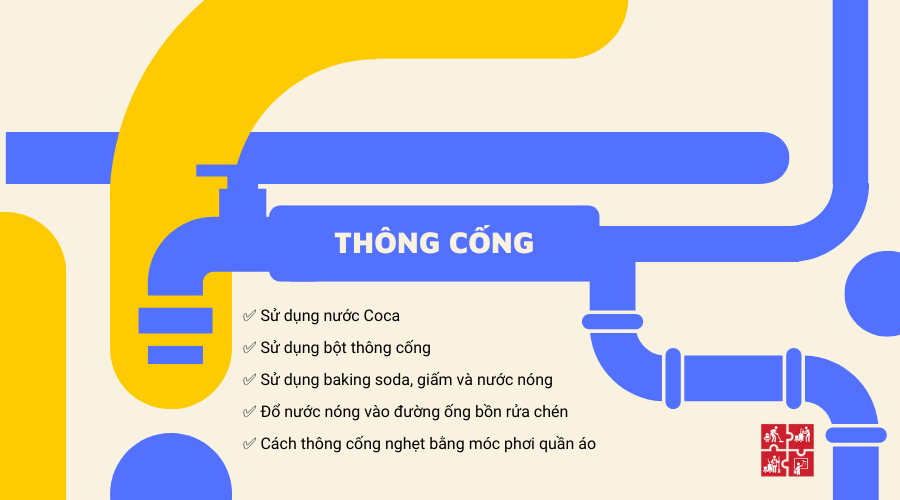 THÔNG CỐNG
✅ Sử dụng nước Coca
✅ Sử dụng bột thông cống
✅ Sử dụng baking soda, giấm và nước nóng
✅ Đổ nước nóng vào đường ống bồn rửa chén
✅ Cách thông cống nghẹt bằng móc phơi quần áo